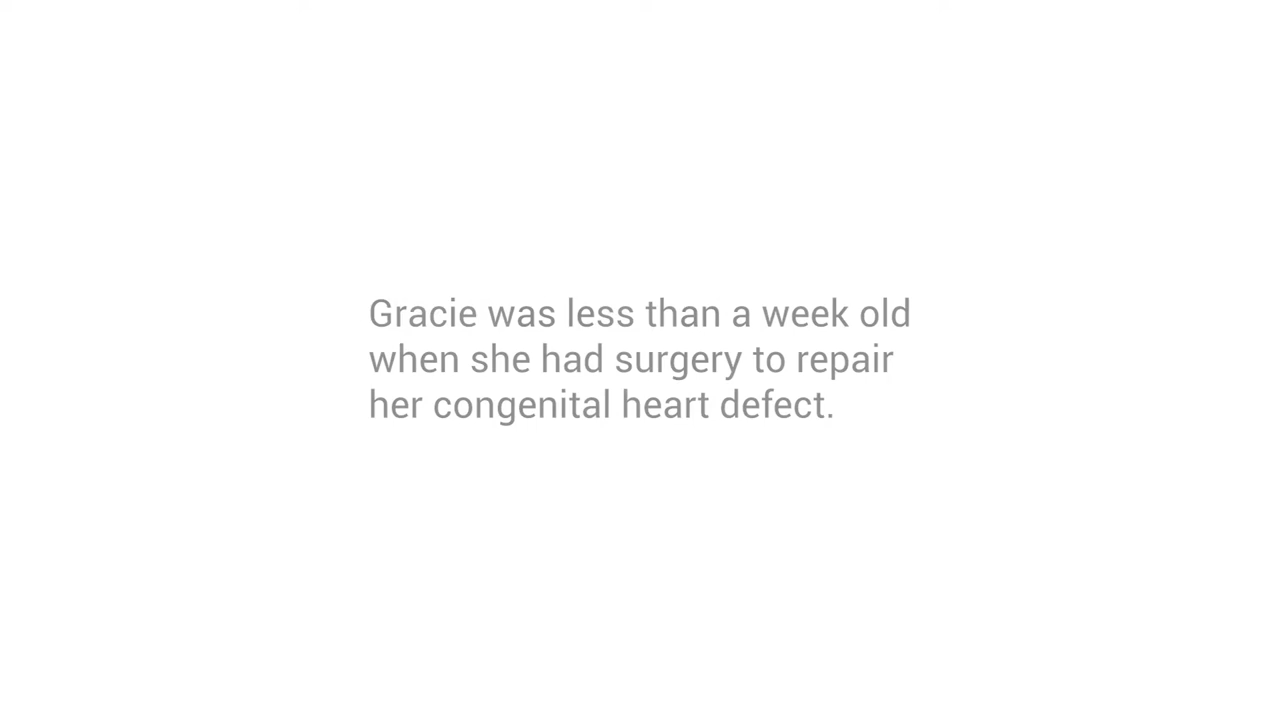 Gracie was less than a week old
when she had surgery to repair
her congenital heart defect.